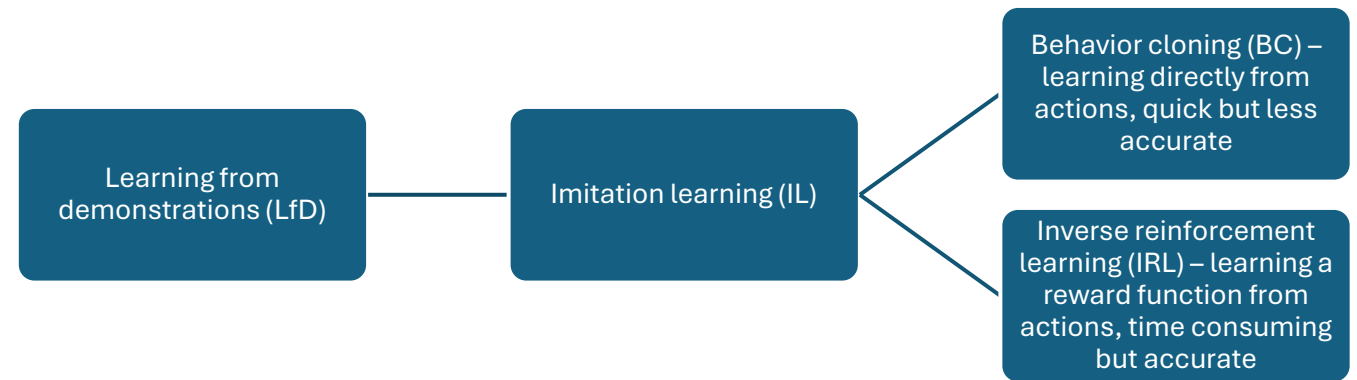 Learning from
demonstrations (LfD)
Imitation learning (IL)
Behavior cloning (BC) –
learning directly from
actions, quick but less
accurate
Inverse reinforcement
learning (IRL) – learning a
reward function from
actions, time consuming
but accurate